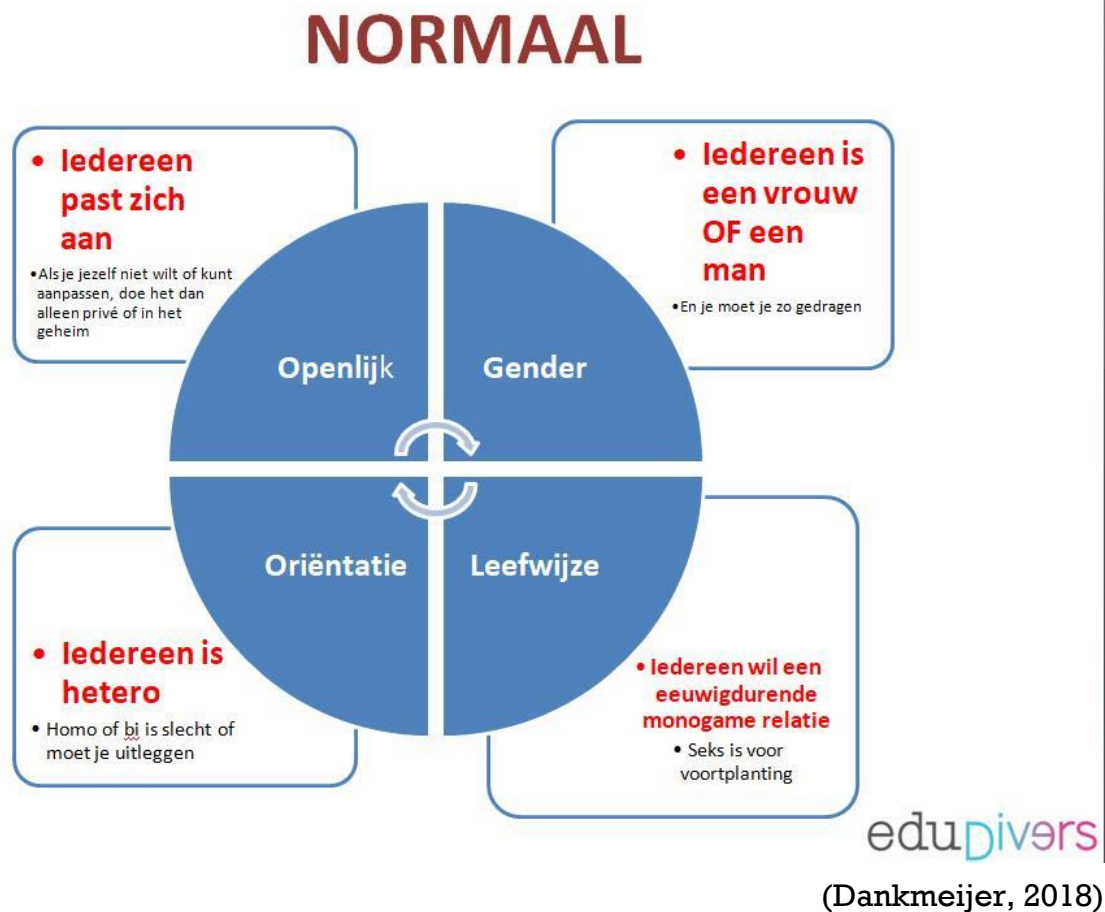 NORMAAL
• Iedereen
past zich
aan
•Als je jezelf niet wilt of kunt
aanpassen, doe het dan
alleen privé of in het
geheim
• Iedereen is
een vrouw
OF een
man
•En je moet je zo gedragen
Openlijk
Gender
Oriëntatie
Leefwijze
• Iedereen is
hetero
• Homo of bi is slecht of
moet je uitleggen
• Iedereen wil een
eeuwigdurende
monogame relatie
• Seks is voor
voortplanting
eduDivers
(Dankmeijer, 2018)